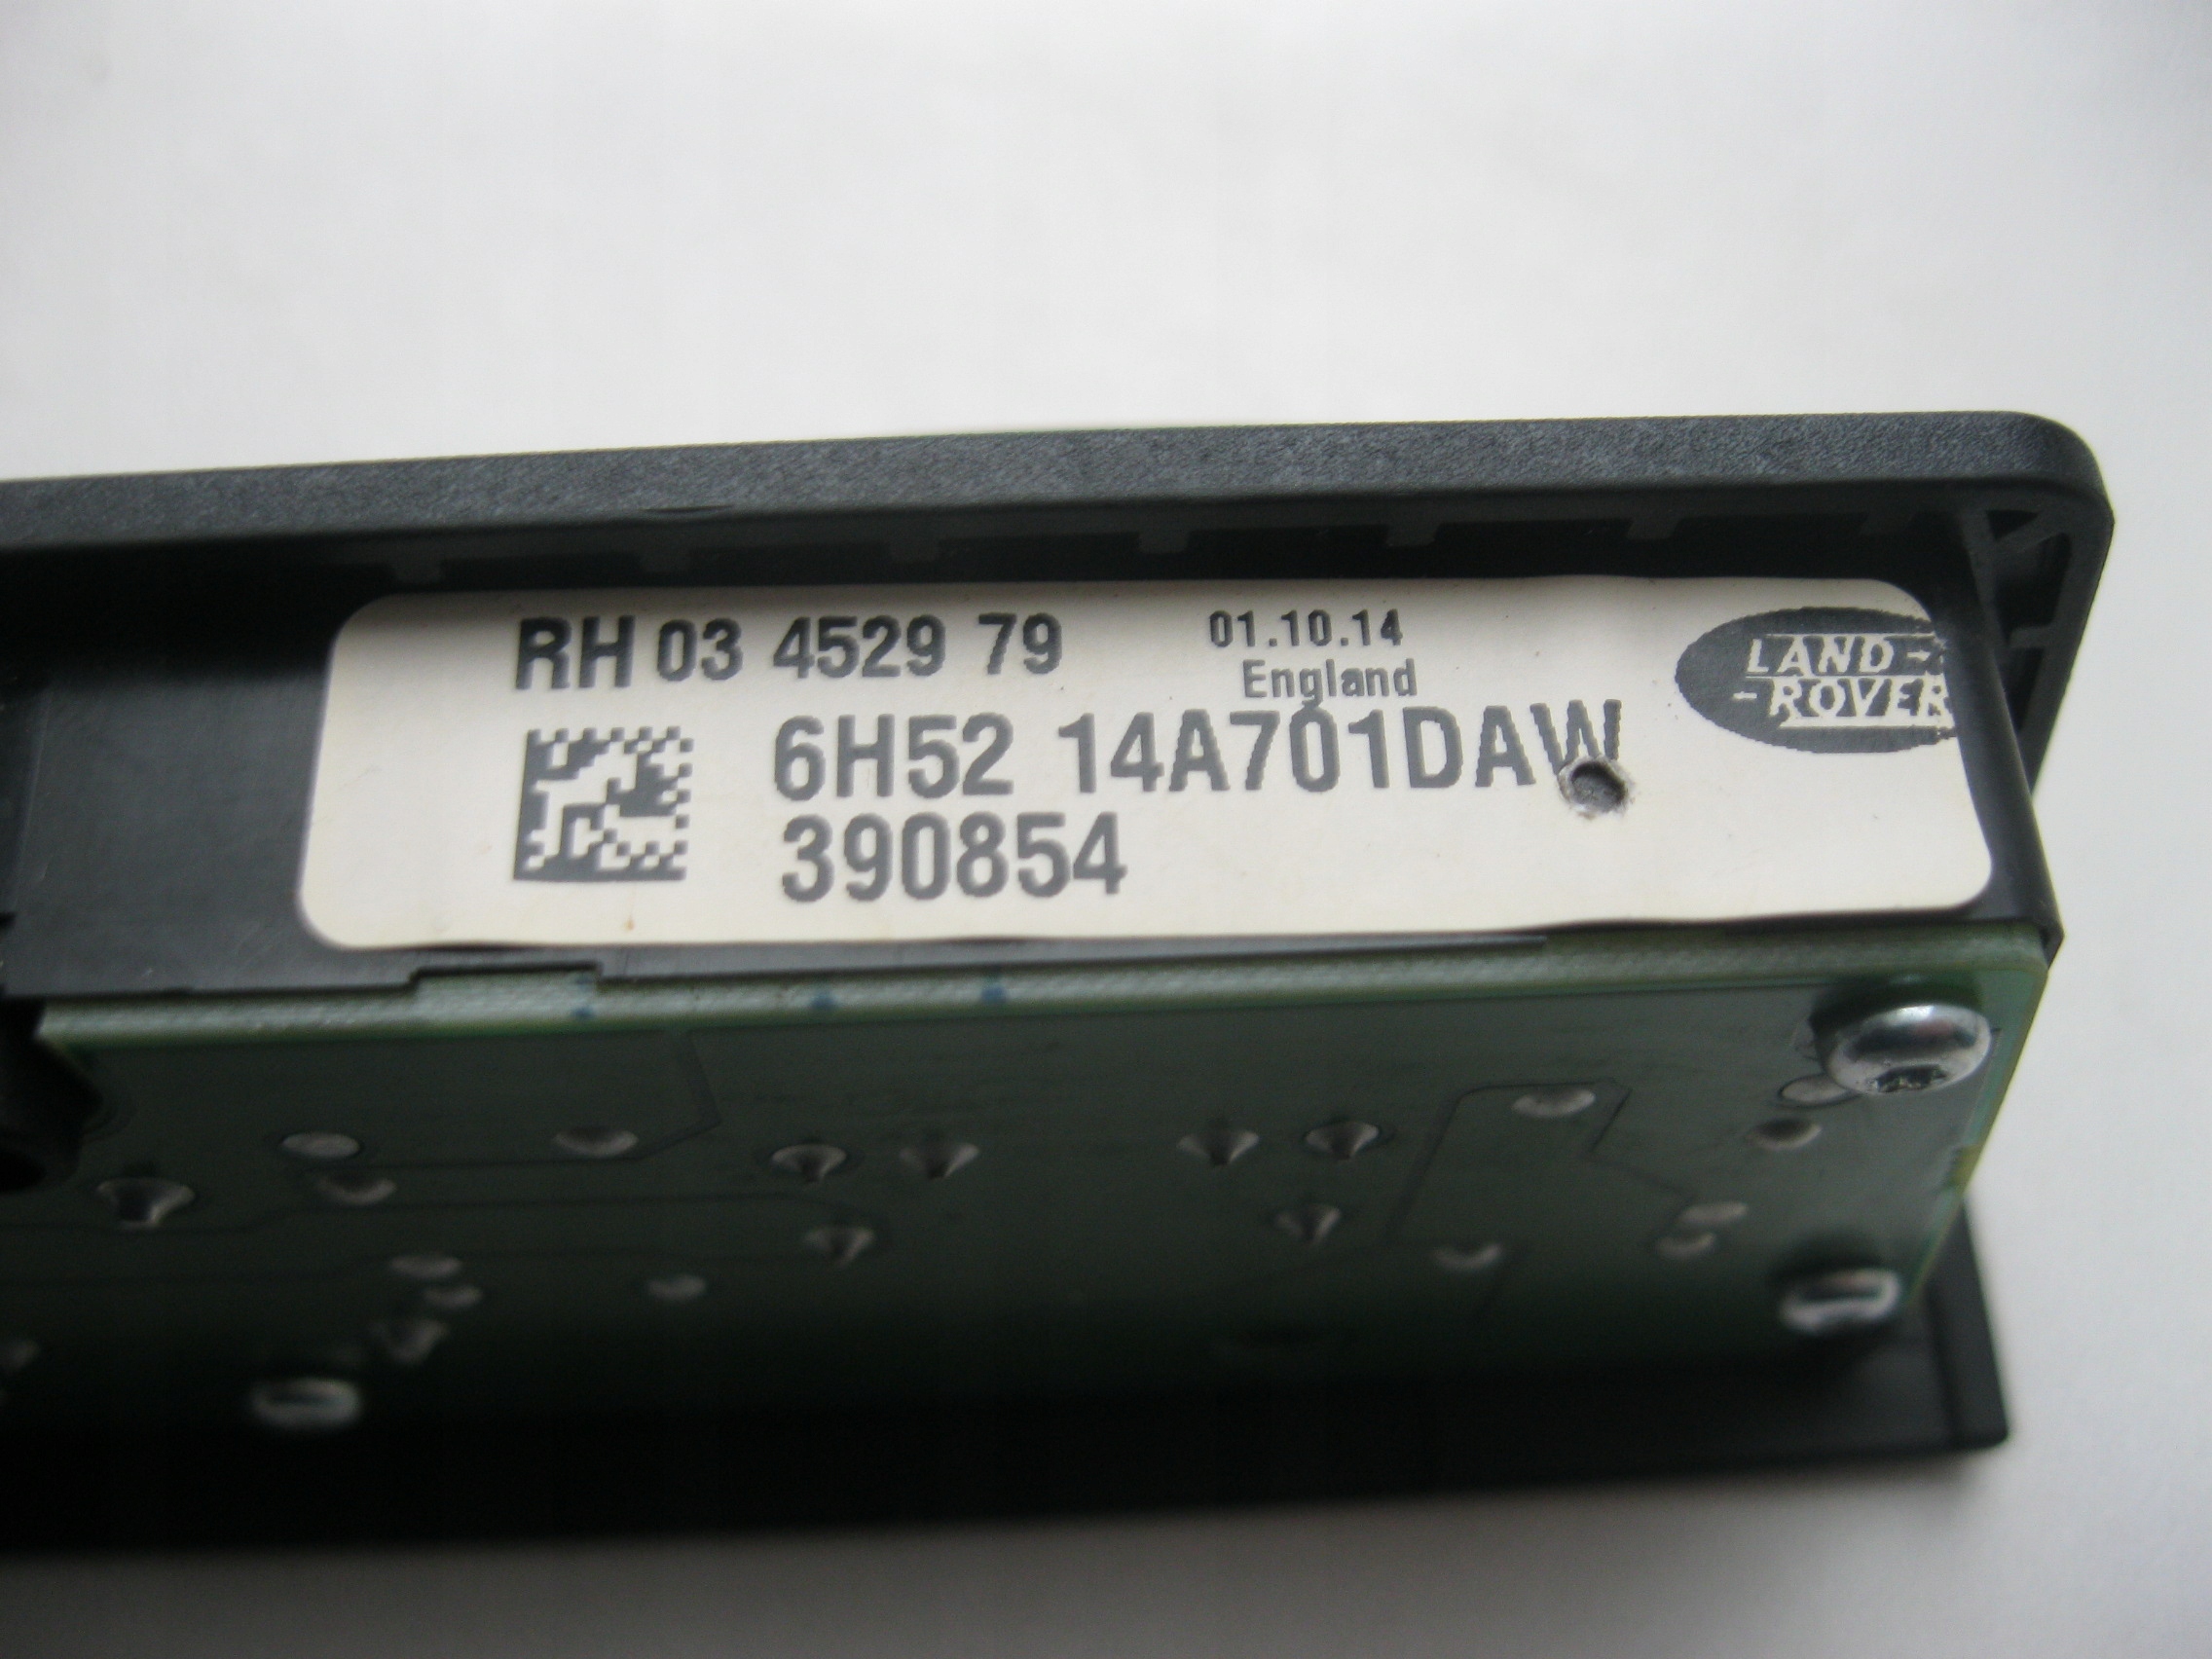 RH 03 4529 79
01.10.14
England
LAND-
-ROVER
6H52 14A701DAW
390854